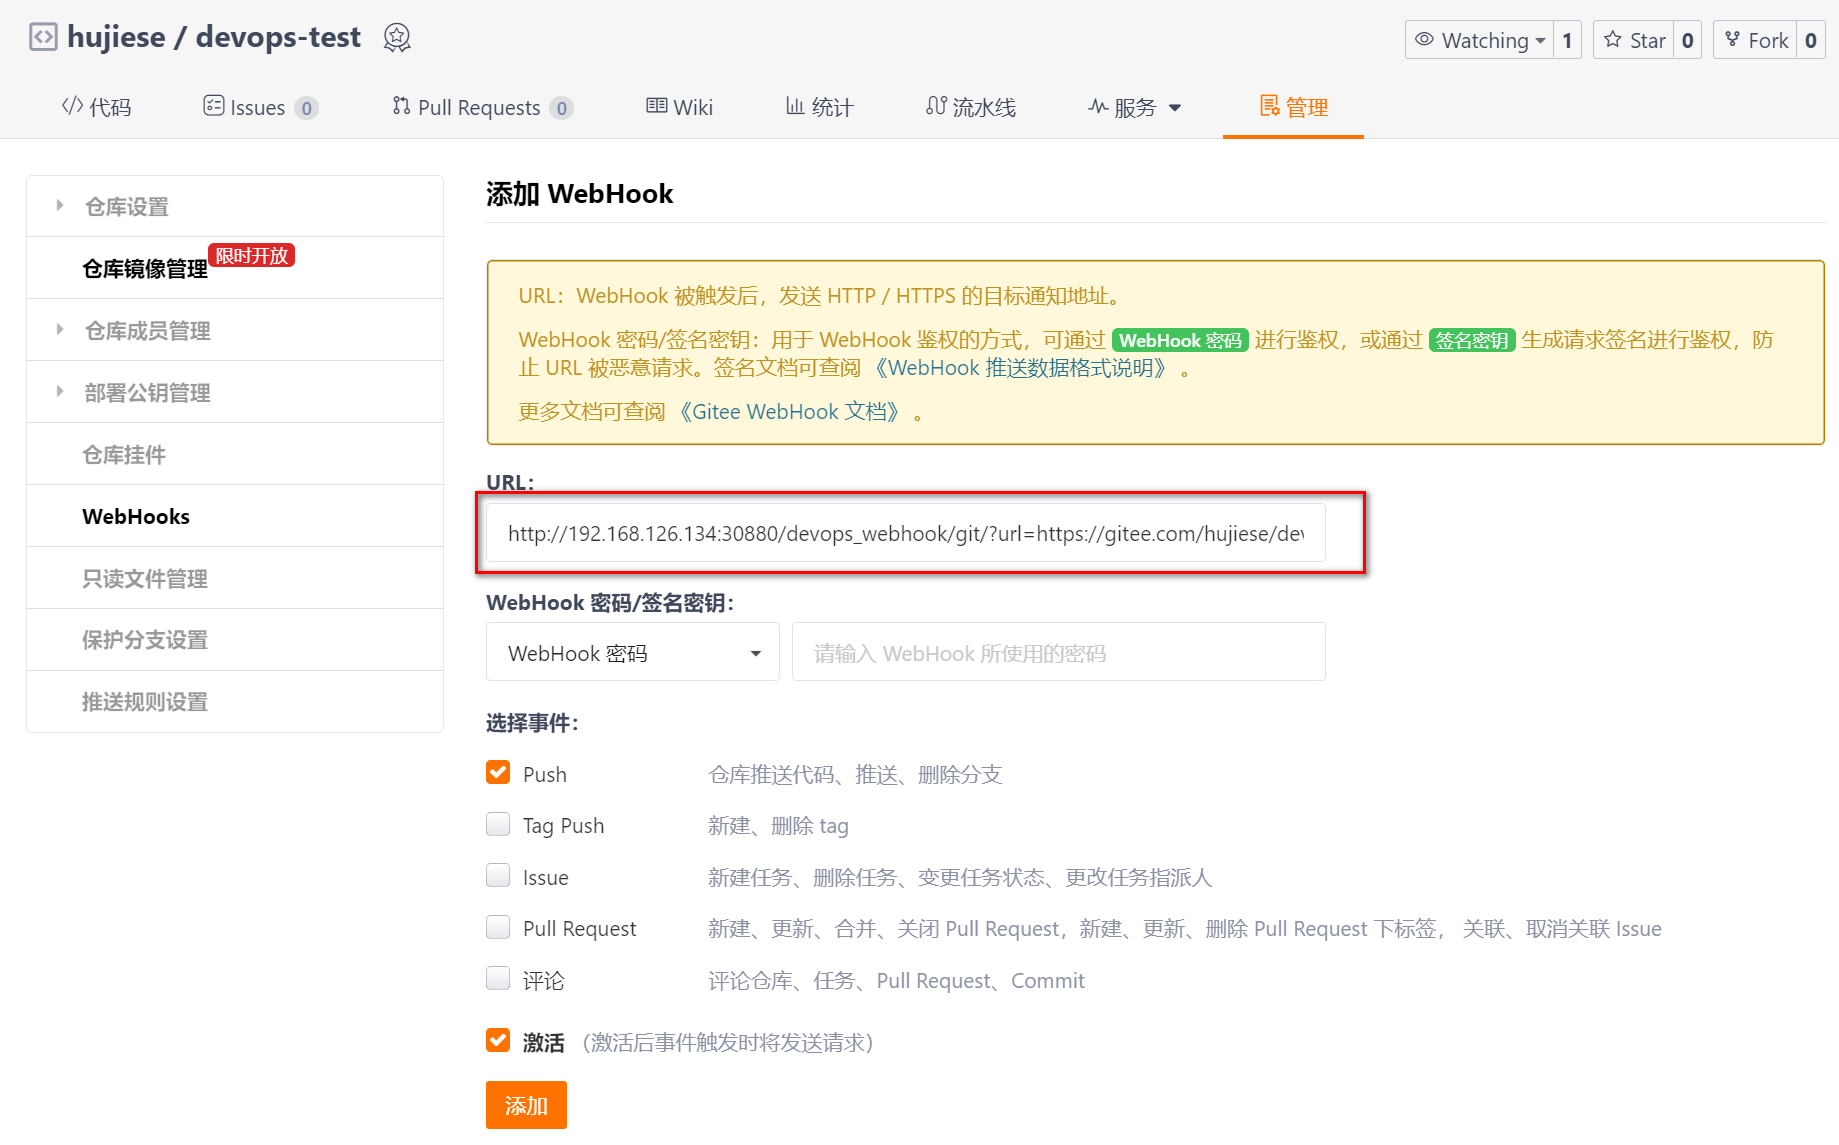 hujiese / devops-test
Watching 1 Star 0 Fork 0
代码 Issues 0 Pull Requests 0 Wiki 统计 流水线 服务 管理
仓库设置
仓库镜像管理 限时开放
仓库成员管理
部署公钥管理
仓库挂件
WebHooks
只读文件管理
保护分支设置
推送规则设置
添加 WebHook
URL：WebHook 被触发后，发送 HTTP / HTTPS 的目标通知地址。
WebHook 密码/签名密钥：用于 WebHook 鉴权的方式，可通过 WebHook 密码 进行鉴权，或通过 签名密钥 生成请求签名进行鉴权，防
止 URL 被恶意请求。签名文档可查阅 《WebHook 推送数据格式说明》 。
更多文档可查阅 《Gitee WebHook 文档》 。
URL：
http://192.168.126.134:30880/devops_webhook/git/?url=https://gitee.com/hujiese/dev
WebHook 密码/签名密钥：
WebHook 密码 请输入 WebHook 所使用的密码
选择事件：
Push 仓库推送代码、推送、删除分支
Tag Push 新建、删除 tag
Issue 新建任务、删除任务、变更任务状态、更改任务指派人
Pull Request 新建、更新、合并、关闭 Pull Request，新建、更新、删除 Pull Request 下标签， 关联、取消关联 Issue
评论 评论仓库、任务、Pull Request、Commit
激活 （激活后事件触发时将发送请求）
添加